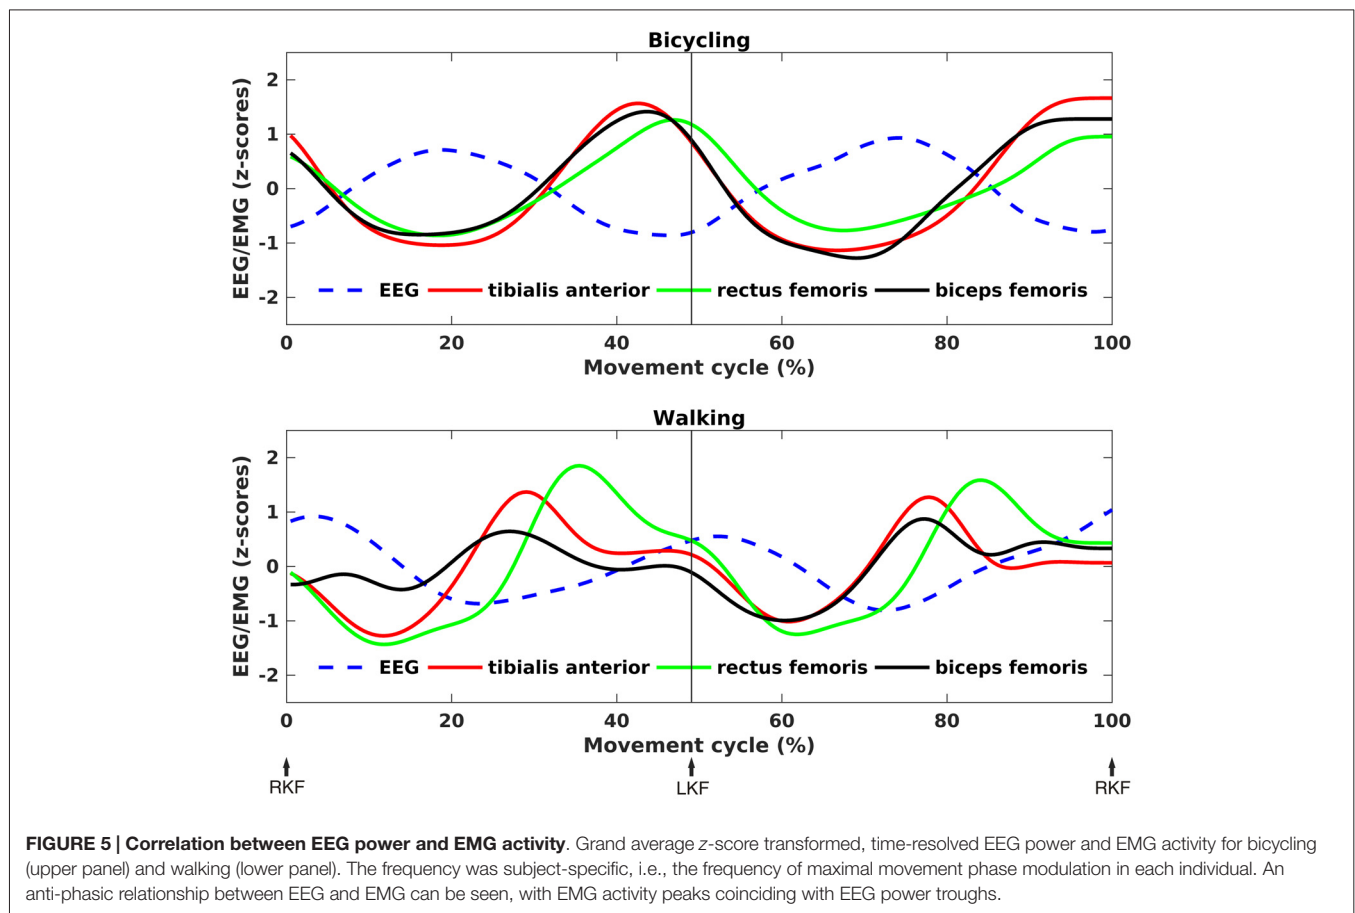 Bicycling
EEG/EMG (z-scores)
2
1
0
-1
-2
EEG tibialis anterior rectus femoris biceps femoris
0 20 40 60 80 100
Movement cycle (%)
Walking
EEG/EMG (z-scores)
2
1
0
-1
-2
EEG tibialis anterior rectus femoris biceps femoris
0 20 40 60 80 100
Movement cycle (%)
RKF LKF RKF
FIGURE 5 | Correlation between EEG power and EMG activity. Grand average z-score transformed, time-resolved EEG power and EMG activity for bicycling
(upper panel) and walking (lower panel). The frequency was subject-specific, i.e., the frequency of maximal movement phase modulation in each individual. An
anti-phasic relationship between EEG and EMG can be seen, with EMG activity peaks coinciding with EEG power troughs.